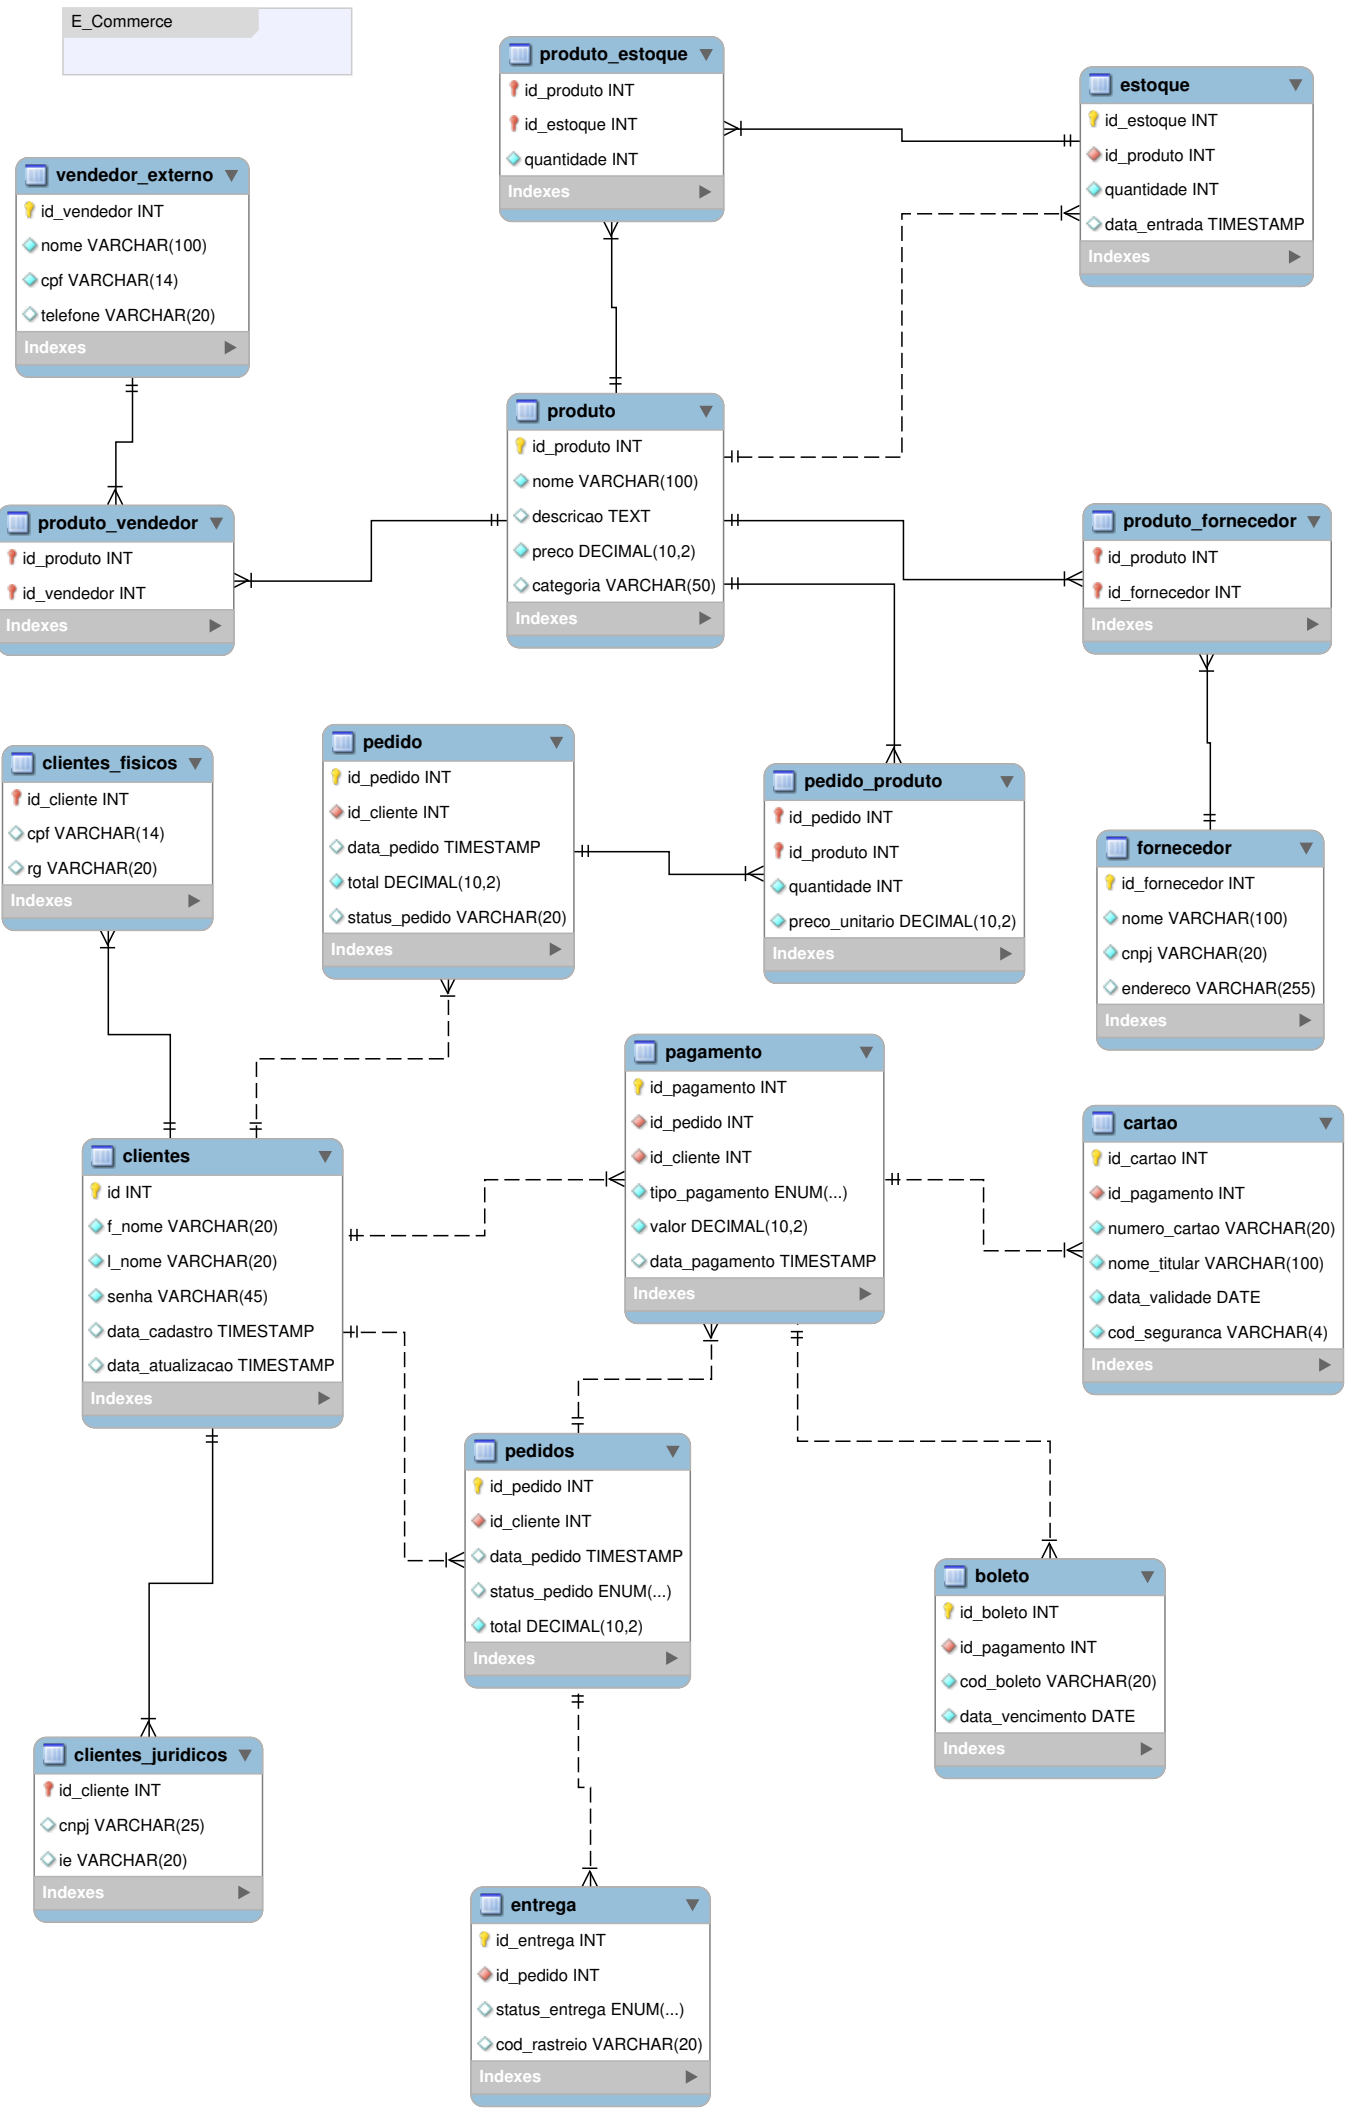 E_Commerce
produto_estoque
id_produto INT
id_estoque INT
quantidade INT
Indexes
estoque
id_estoque INT
id_produto INT
quantidade INT
data_entrada TIMESTAMP
Indexes
vendedor_externo
id_vendedor INT
nome VARCHAR(100)
cpf VARCHAR(14)
telefone VARCHAR(20)
Indexes
produto
id_produto INT
nome VARCHAR(100)
descricao TEXT
preco DECIMAL(10,2)
categoria VARCHAR(50)
Indexes
produto_vendedor
id_produto INT
id_vendedor INT
Indexes
produto_fornecedor
id_produto INT
id_fornecedor INT
Indexes
clientes_fisicos
id_cliente INT
cpf VARCHAR(14)
rg VARCHAR(20)
Indexes
pedido
id_pedido INT
id_cliente INT
data_pedido TIMESTAMP
total DECIMAL(10,2)
status_pedido VARCHAR(20)
Indexes
pedido_produto
id_pedido INT
id_produto INT
quantidade INT
preco_unitario DECIMAL(10,2)
Indexes
fornecedor
id_fornecedor INT
nome VARCHAR(100)
cnpj VARCHAR(20)
endereco VARCHAR(255)
Indexes
pagamento
id_pagamento INT
id_pedido INT
id_cliente INT
tipo_pagamento ENUM(...)
valor DECIMAL(10,2)
data_pagamento TIMESTAMP
Indexes
cartao
id_cartao INT
id_pagamento INT
numero_cartao VARCHAR(20)
nome_titular VARCHAR(100)
data_validade DATE
cod_seguranca VARCHAR(4)
Indexes
clientes
id INT
f_nome VARCHAR(20)
l_nome VARCHAR(20)
senha VARCHAR(45)
data_cadastro TIMESTAMP
data_atualizacao TIMESTAMP
Indexes
pedidos
id_pedido INT
id_cliente INT
data_pedido TIMESTAMP
status_pedido ENUM(...)
total DECIMAL(10,2)
Indexes
boleto
id_boleto INT
id_pagamento INT
cod_boleto VARCHAR(20)
data_vencimento DATE
Indexes
clientes_juridicos
id_cliente INT
cnpj VARCHAR(25)
ie VARCHAR(20)
Indexes
entrega
id_entrega INT
id_pedido INT
status_entrega ENUM(...)
cod_rastreio VARCHAR(20)
Indexes